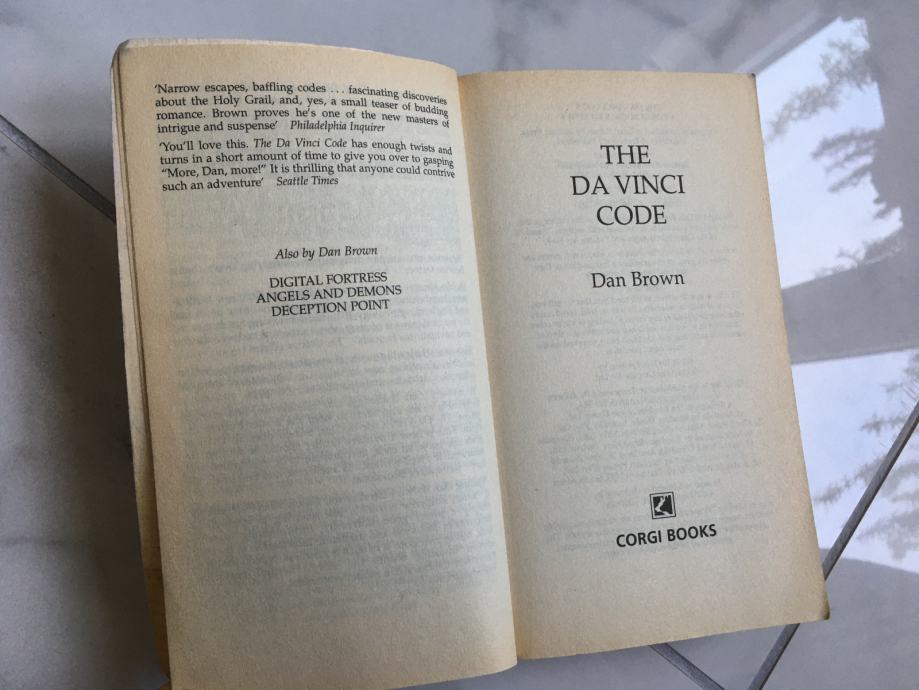 ‘Narrow escapes, baffling codes . . . fascinating discoveries
about the Holy Grail, and, yes, a small teaser of budding
romance. Brown proves he’s one of the new masters of
intrigue and suspense’ Philadelphia Inquirer
‘You’ll love this. The Da Vinci Code has enough twists and
turns in a short amount of time to give you over to gasping
“More, Dan, more!” It is thrilling that anyone could contrive
such an adventure’ Seattle Times
Also by Dan Brown
DIGITAL FORTRESS
ANGELS AND DEMONS
DECEPTION POINT
THE
DA VINCI
CODE
Dan Brown
CORGI BOOKS